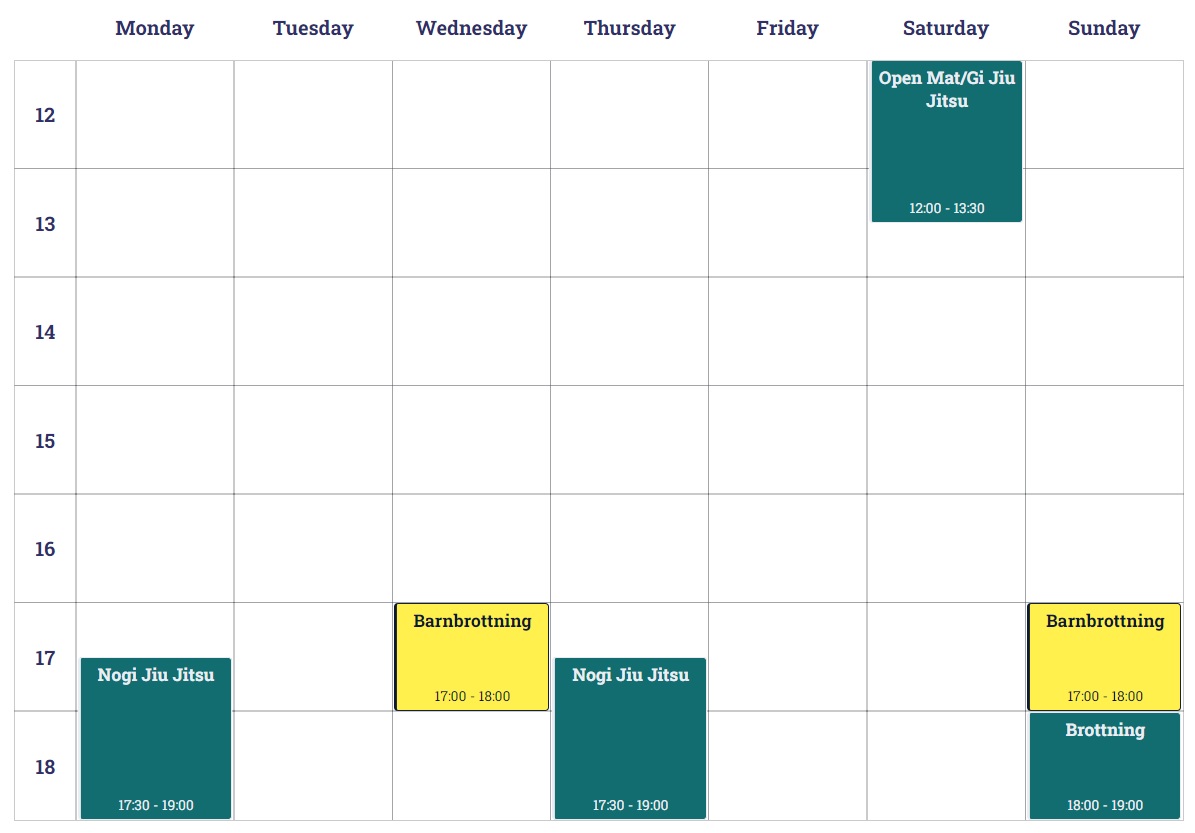 Monday
Tuesday
Wednesday
Thursday
Friday
Saturday
Sunday
12
Open Mat/Gi Jiu
Jitsu
12:00 - 13:30
13
14
15
16
17
Barnbrottning
17:00 - 18:00
Barnbrottning
17:00 - 18:00
Nogi Jiu Jitsu
17:30 - 19:00
Nogi Jiu Jitsu
17:30 - 19:00
18
Brottning
18:00 - 19:00